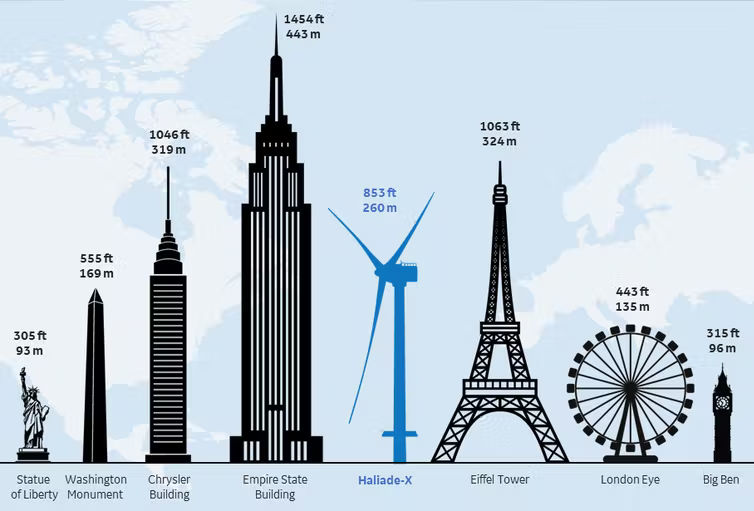 1454 ft
443 m
1046 ft
319 m
1063 ft
324 m
853 ft
260 m
555 ft
169 m
443 ft
135 m
305 ft
93 m
315 ft
96 m
Statue
of Liberty
Washington
Monument
Chrysler
Building
Empire State
Building
Haliade-X
Eiffel Tower
London Eye
Big Ben